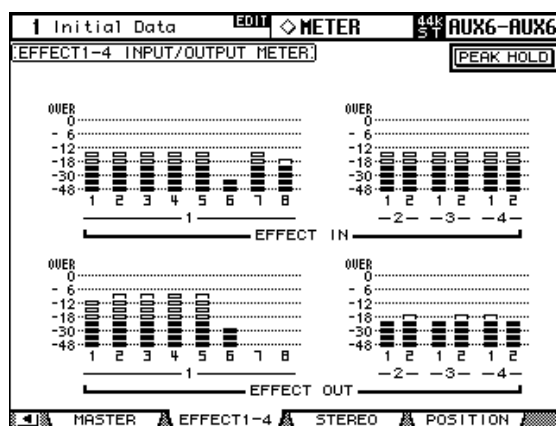 1 Initial Data EDIT ◇METER 44k ST AUX6-AUX6
EFFECT1-4 INPUT/OUTPUT METER
PEAK HOLD
OVER OVER
0 0
-6 -6
-12 -12
-18 -18
-30 -30
-48 -48
1 2 3 4 5 6 7 8 1 2 1 2 1 2
1 -2- -3- -4-
EFFECT IN
OVER OVER
0 0
-6 -6
-12 -12
-18 -18
-30 -30
-48 -48
1 2 3 4 5 6 7 8 1 2 1 2 1 2
1 -2- -3- -4-
EFFECT OUT
MASTER EFFECT1-4 STEREO POSITION